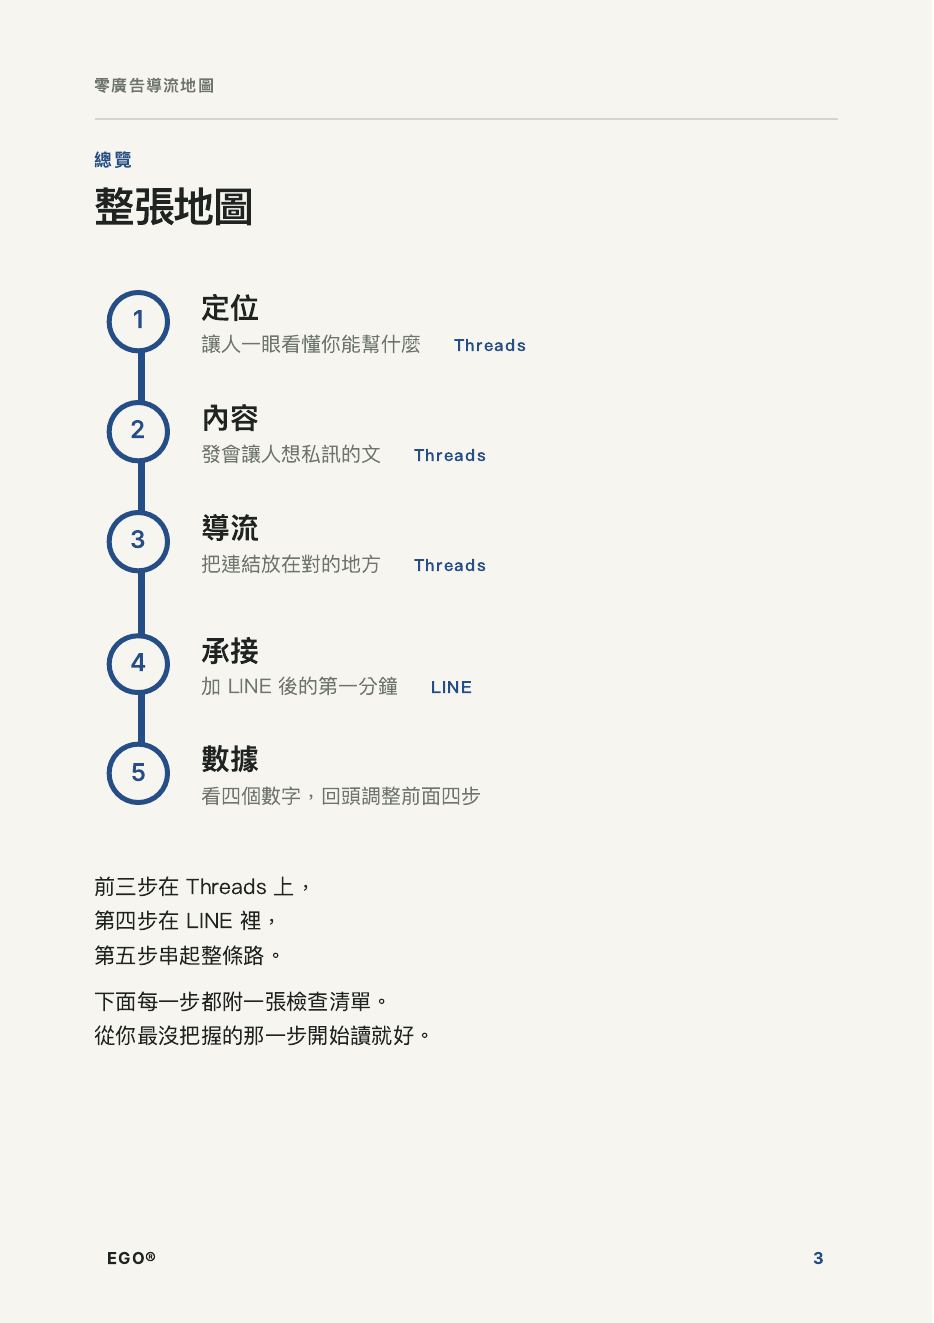 零廣告導流地圖
總覽
整張地圖
1
定位
讓人一眼看懂你能幫什麼 Threads
2
內容
發會讓人想私訊的文 Threads
3
導流
把連結放在對的地方 Threads
4
承接
加 LINE 後的第一分鐘 LINE
5
數據
看四個數字，回頭調整前面四步
前三步在 Threads 上，
第四步在 LINE 裡，
第五步串起整條路。
下面每一步都附一張檢查清單。
從你最沒把握的那一步開始讀就好。
EGO® 3